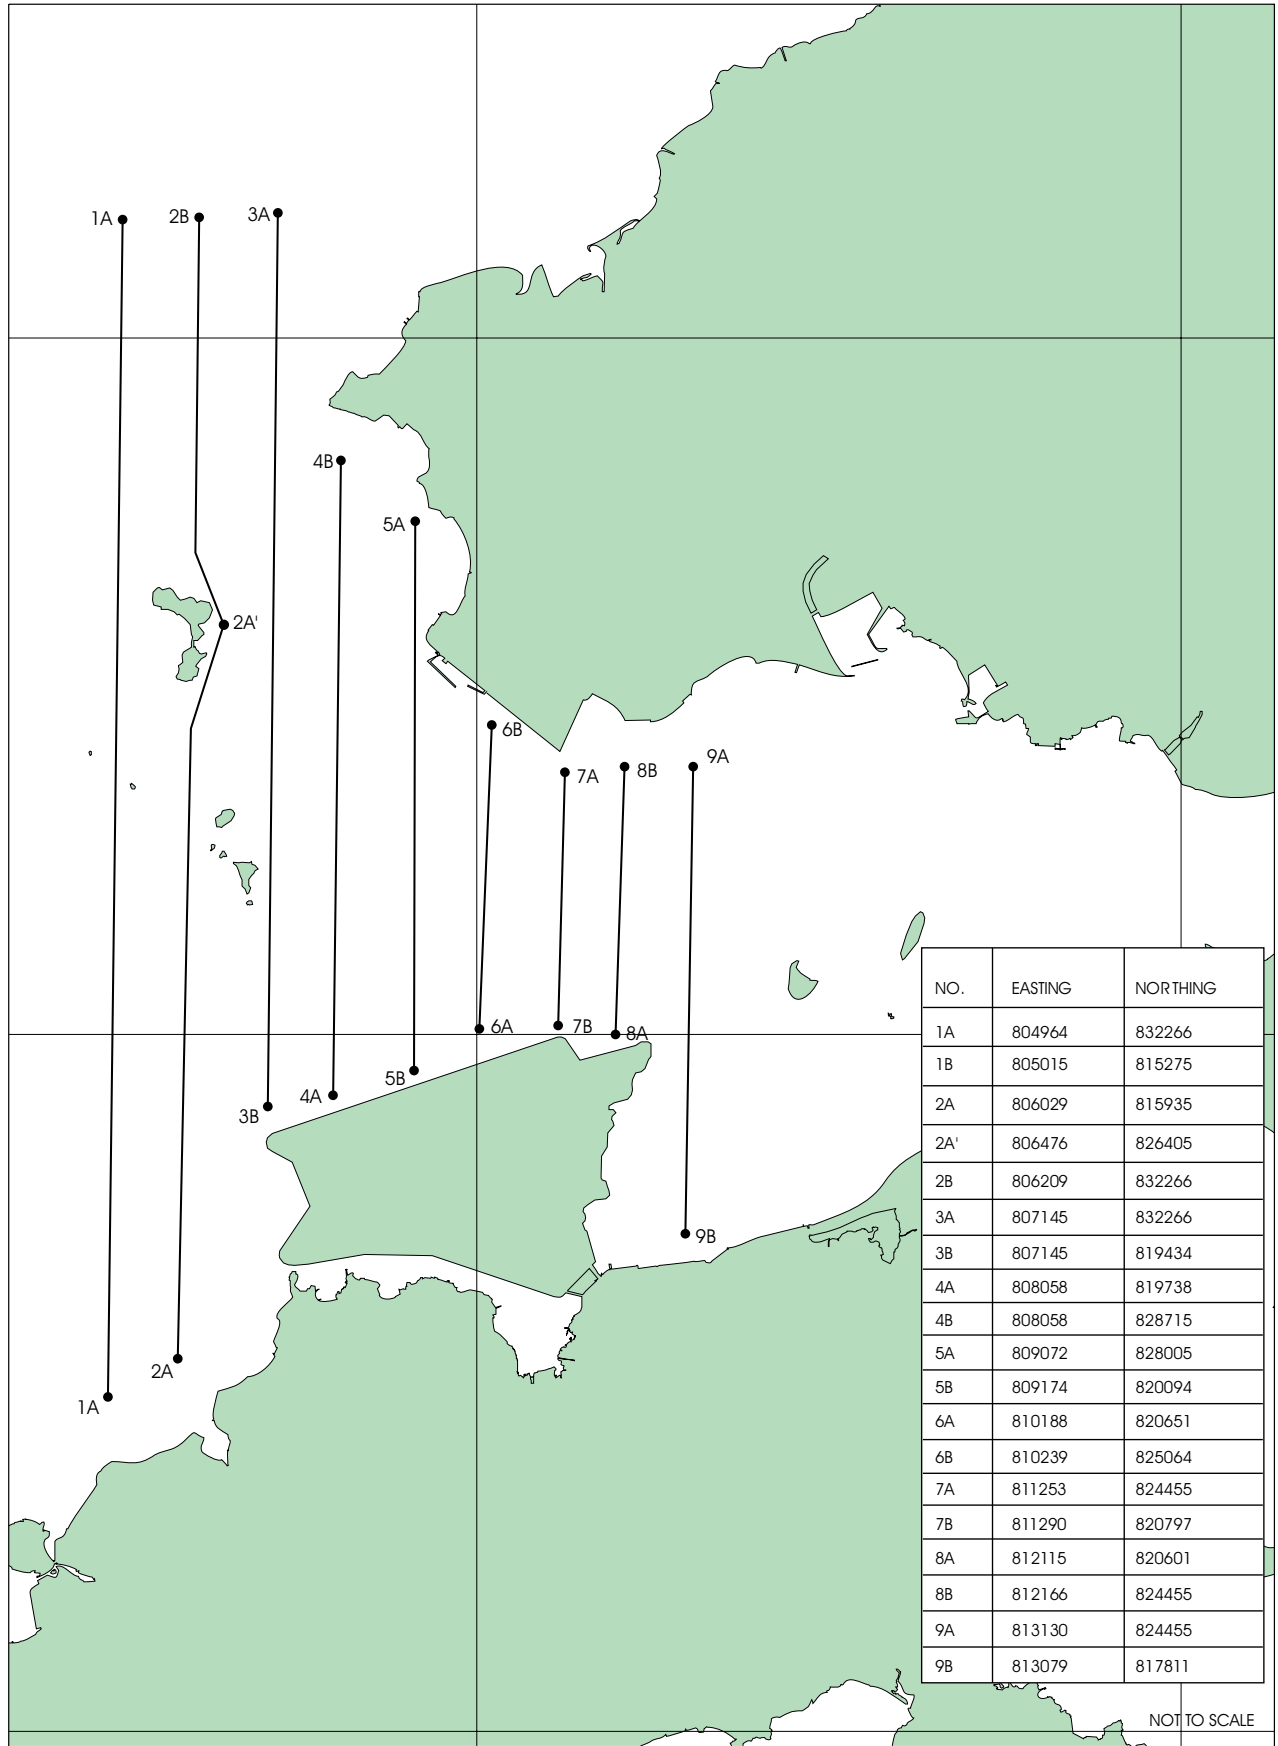 1A
2B
3A
4B
5A
2A'
6B
7A
8B
9A
6A
7B
8A
5B
4A
3B
9B
2A
1A
NO. EASTING NORTHING
1A 804964 832266
1B 805015 815275
2A 806029 815935
2A' 806476 826405
2B 806209 832266
3A 807145 832266
3B 807145 819434
4A 808058 819738
4B 808058 828715
5A 809072 828005
5B 809174 820094
6A 810188 820651
6B 810239 825064
7A 811253 824455
7B 811290 820797
8A 812115 820601
8B 812166 824455
9A 813130 824455
9B 813079 817811
NOT TO SCALE